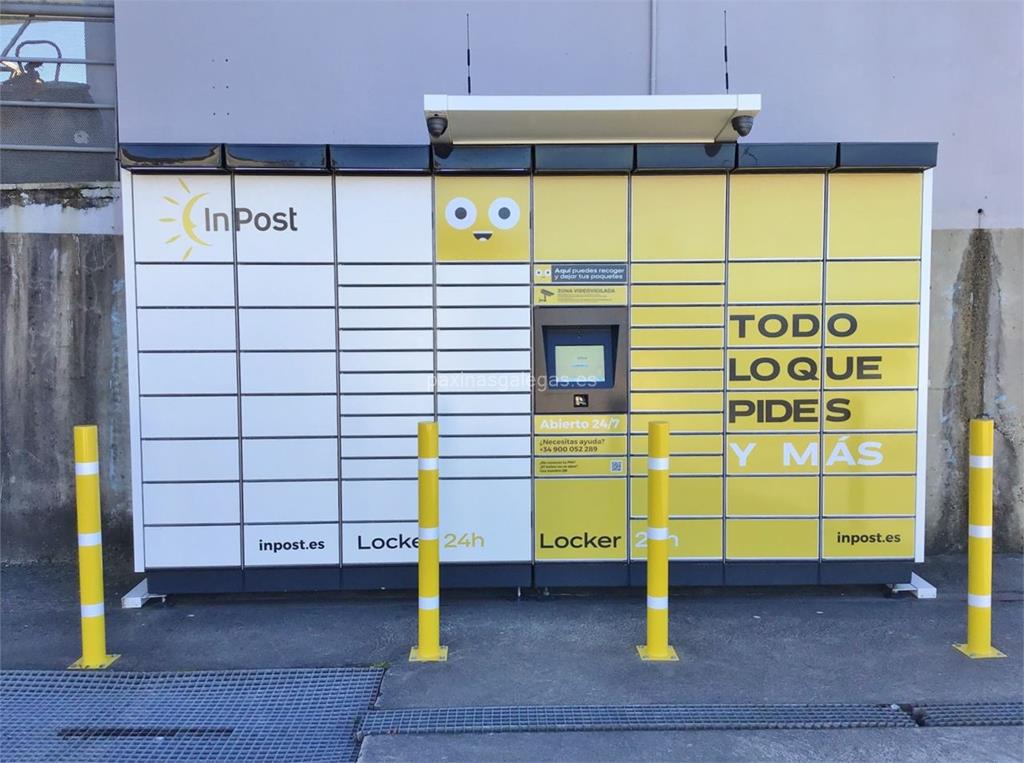 InPost
Aquí puedes recoger
y dejar tus paquetes
ZONA VIDEOVIGILADA
TODO
LO QUE
PIDES
Y MÁS
paxinasgalegas.es
Abierto 24/7
¿Necesitas ayuda?
+34 900 052 289
inpost.es
Locker 24h
Locker 24h
inpost.es